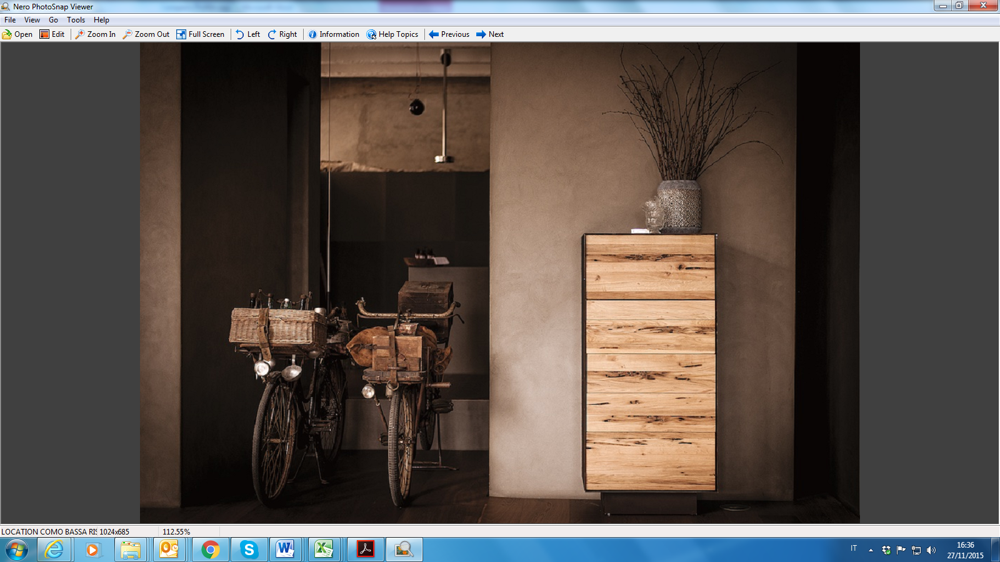 Nero PhotoSnap Viewer
File View Go Tools Help
Open Edit Zoom In Zoom Out Full Screen Left Right Information Help Topics Previous Next
LOCATION COMO BASSA RIS 1024x685 112.55%
IT 16:36
27/11/2015